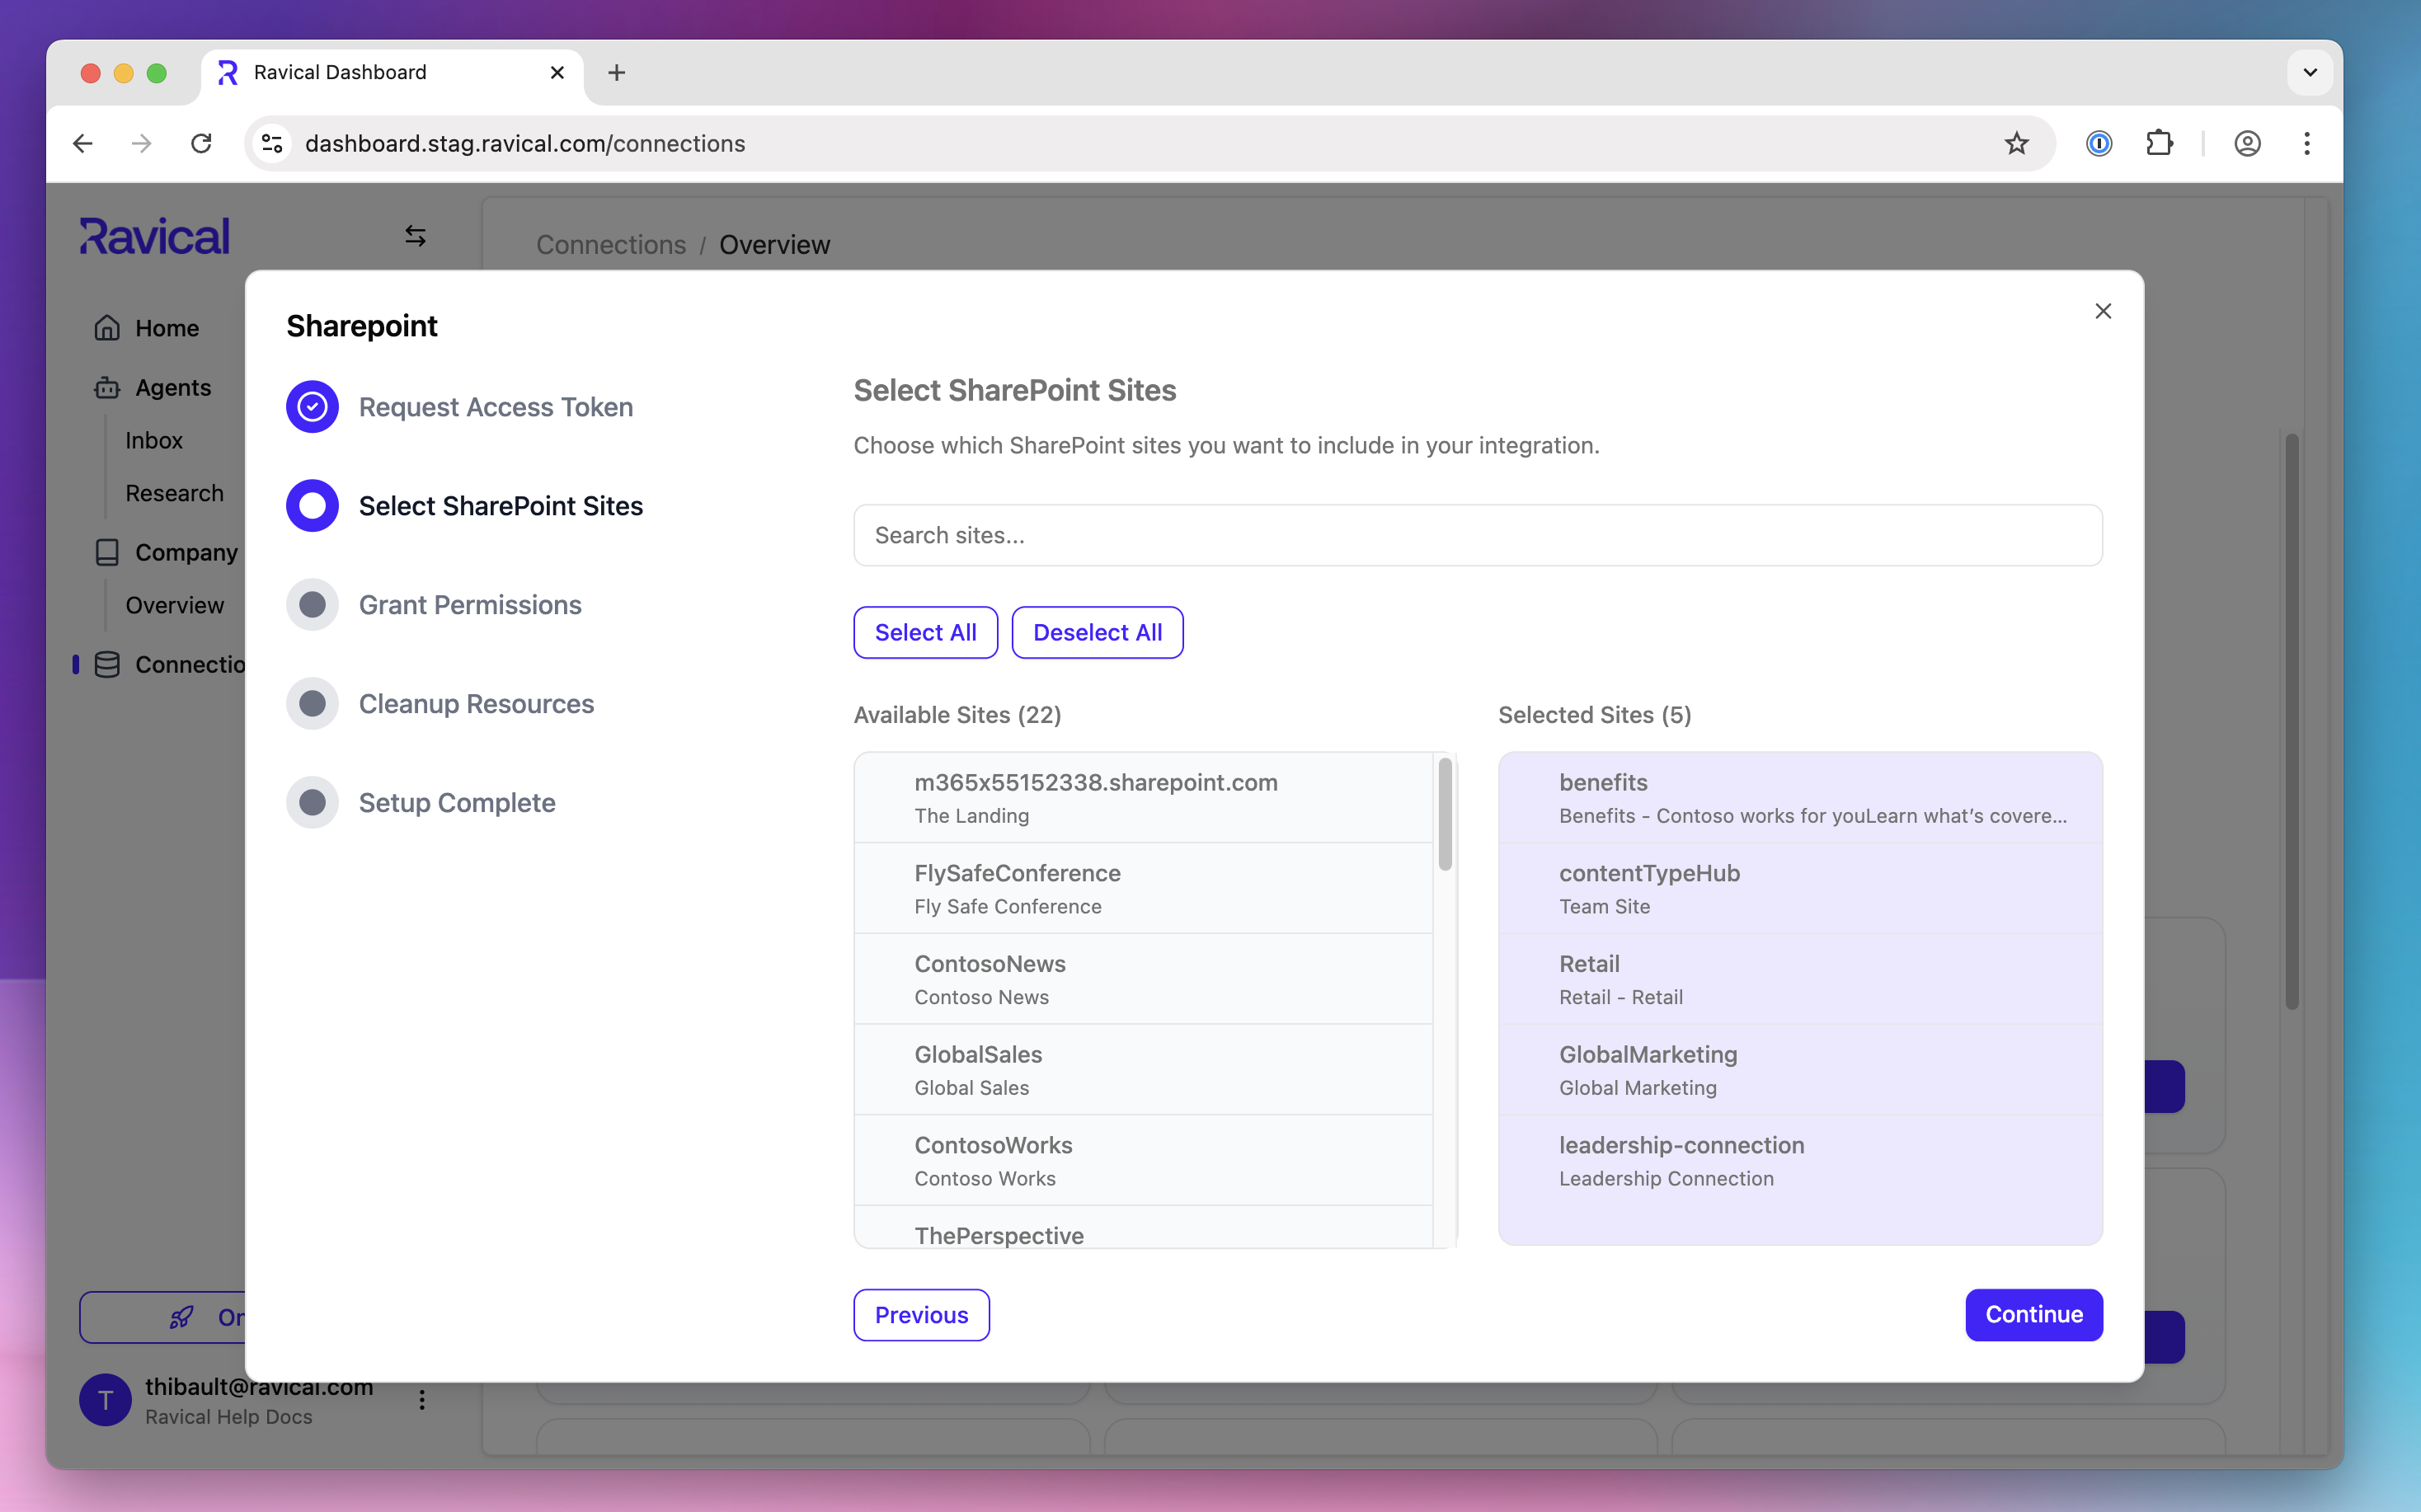 Ravical Dashboard
dashboard.stag.ravical.com/connections
Ravical
Connections / Overview
Home
Agents
Inbox
Research
Company
Overview
Connectio
Sharepoint
Request Access Token
Select SharePoint Sites
Grant Permissions
Cleanup Resources
Setup Complete
Select SharePoint Sites
Choose which SharePoint sites you want to include in your integration.
Search sites...
Select All
Deselect All
Available Sites (22)
m365x55152338.sharepoint.com
The Landing
FlySafeConference
Fly Safe Conference
ContosoNews
Contoso News
GlobalSales
Global Sales
ContosoWorks
Contoso Works
ThePerspective
Selected Sites (5)
benefits
Benefits - Contoso works for youLearn what’s covere...
contentTypeHub
Team Site
Retail
Retail - Retail
GlobalMarketing
Global Marketing
leadership-connection
Leadership Connection
Previous
Continue
On
T
thibault@ravical.com
Ravical Help Docs